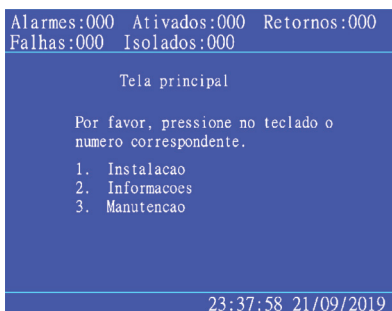 Alarmes:000 Ativados:000 Retornos:000
Falhas:000 Isolados:000
Tela principal
Por favor, pressione no teclado o
numero correspondente.
1. Instalacao
2. Informacoes
3. Manutencao
23:37:58 21/09/2019